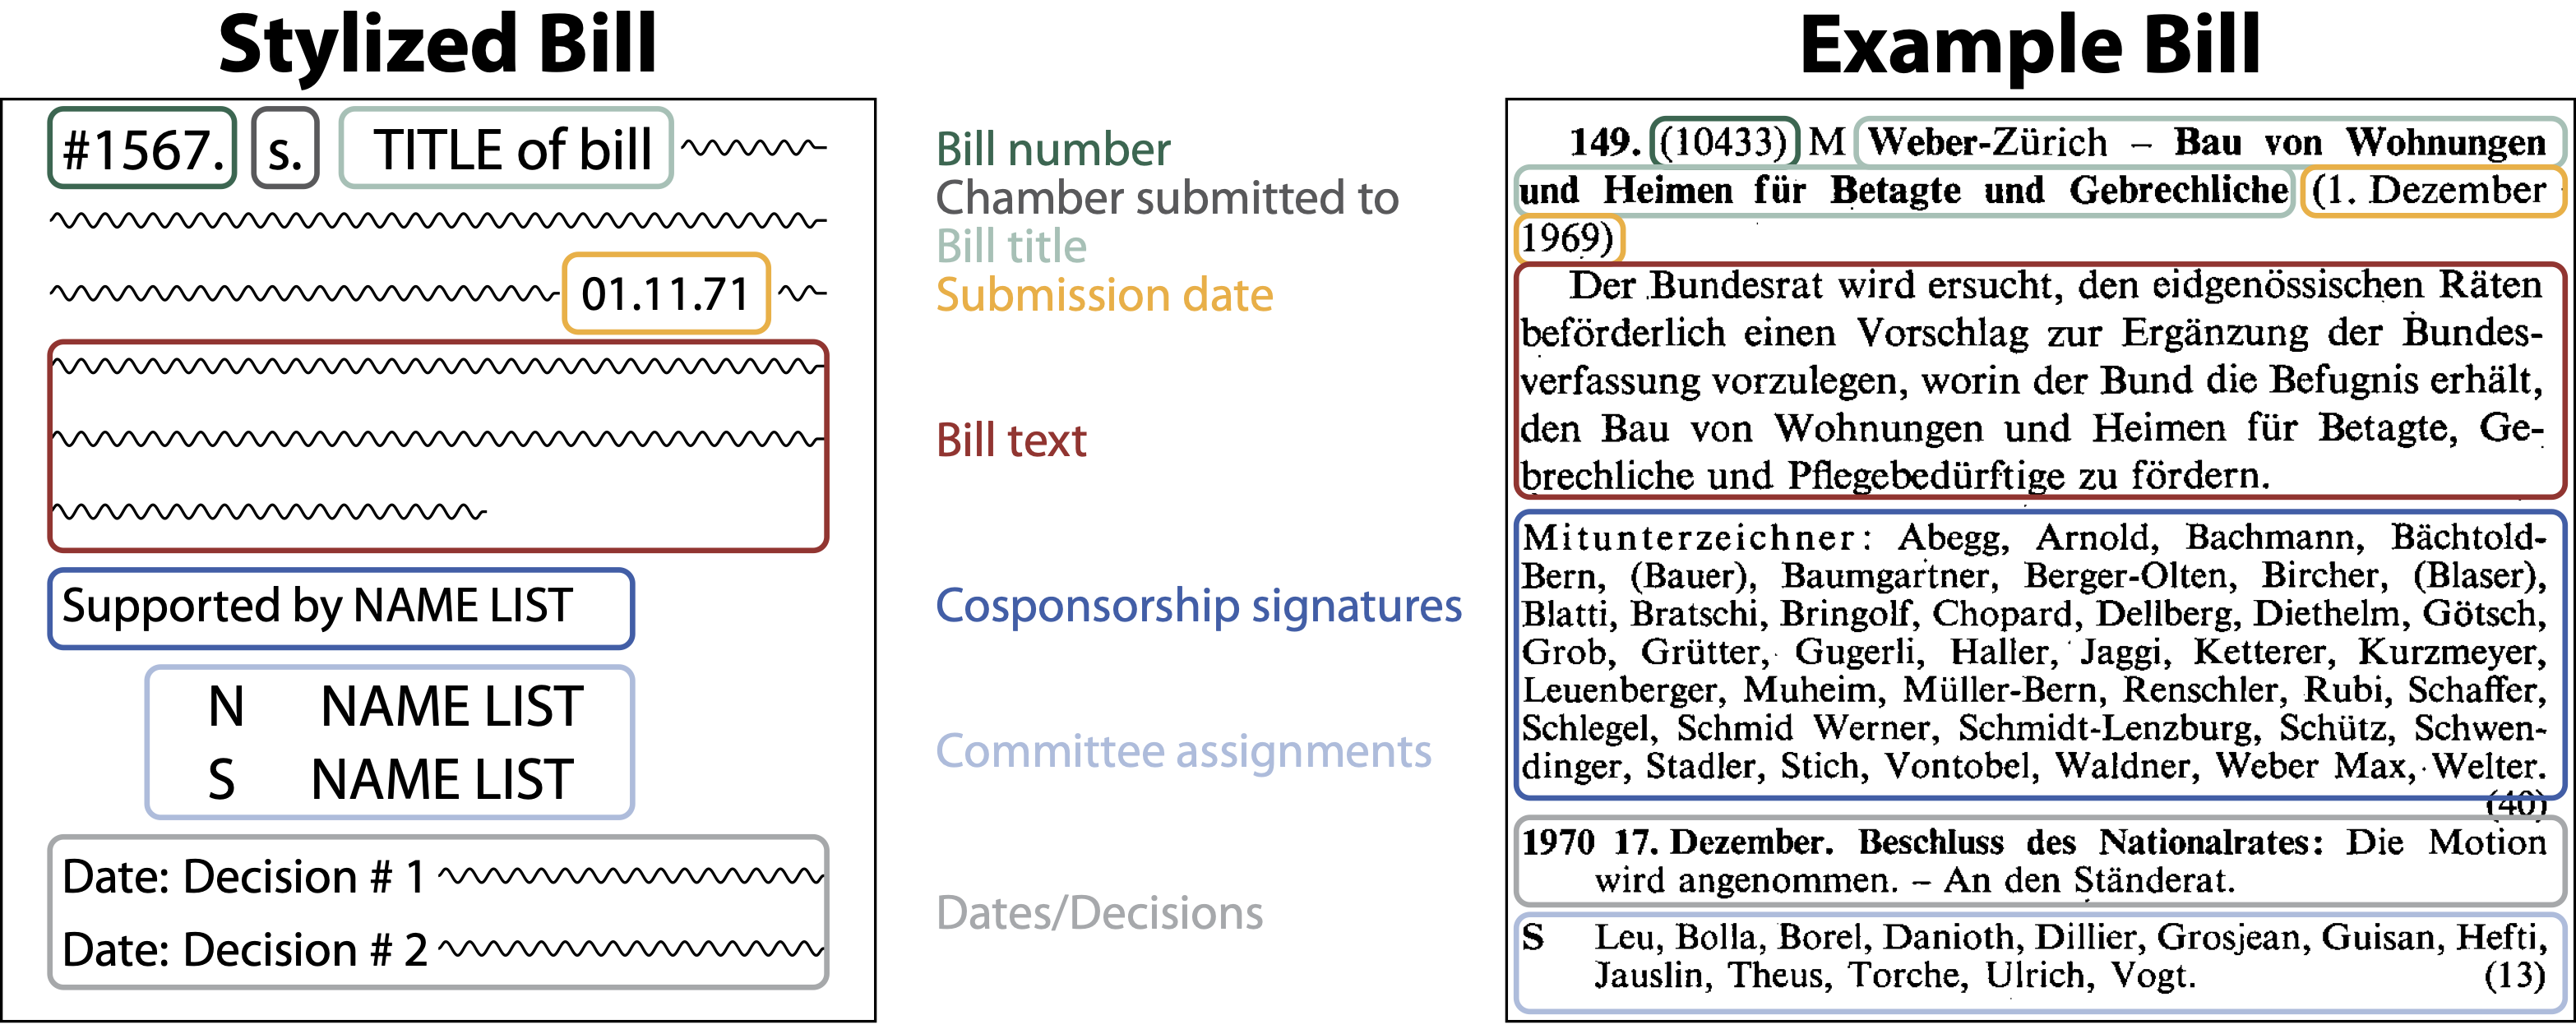 Stylized Bill
#1567. s. TITLE of bill
01.11.71
Supported by NAME LIST
N NAME LIST
S NAME LIST
Date: Decision # 1
Date: Decision # 2
Bill number
Chamber submitted to
Bill title
Submission date
Bill text
Cosponsorship signatures
Committee assignments
Dates/Decisions
Example Bill
149. (10433) M Weber-Zürich – Bau von Wohnungen
und Heimen für Betagte und Gebrechliche (1. Dezember
1969)
Der Bundesrat wird ersucht, den eidgenössischen Räten
beförderlich einen Vorschlag zur Ergänzung der Bundes-
verfassung vorzulegen, worin der Bund die Befugnis erhält,
den Bau von Wohnungen und Heimen für Betagte, Ge-
brechliche und Pflegebedürftige zu fördern.
Mitunterzeichner: Abegg, Arnold, Bachmann, Bächtold-
Bern, (Bauer), Baumgartner, Berger-Olten, Bircher, (Blaser),
Blatti, Bratschi, Bringolf, Chopard, Dellberg, Diethelm, Götsch,
Grob, Grütter, Gugerli, Haller, Jaggi, Ketterer, Kurzmeyer,
Leuenberger, Muheim, Müller-Bern, Renschler, Rubi, Schaffer,
Schlegel, Schmid Werner, Schmidt-Lenzburg, Schütz, Schwen-
dinger, Stadler, Stich, Vontobel, Waldner, Weber Max, Welter.
(40)
1970 17. Dezember. Beschluss des Nationalrates: Die Motion
wird angenommen. – An den Ständerat.
S Leu, Bolla, Borel, Danioth, Dillier, Grosjean, Guisan, Hefti,
Jauslin, Theus, Torche, Ulrich, Vogt. (13)